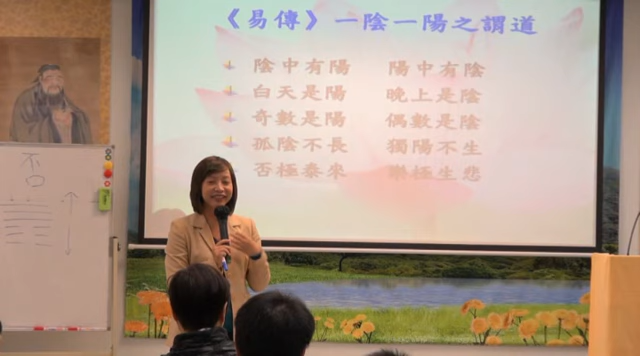 《易傳》一陰一陽之謂道
陰中有陽 陽中有陰
白天是陽 晚上是陰
奇數是陽 偶數是陰
孤陰不長 獨陽不生
否極泰來 樂極生悲
否